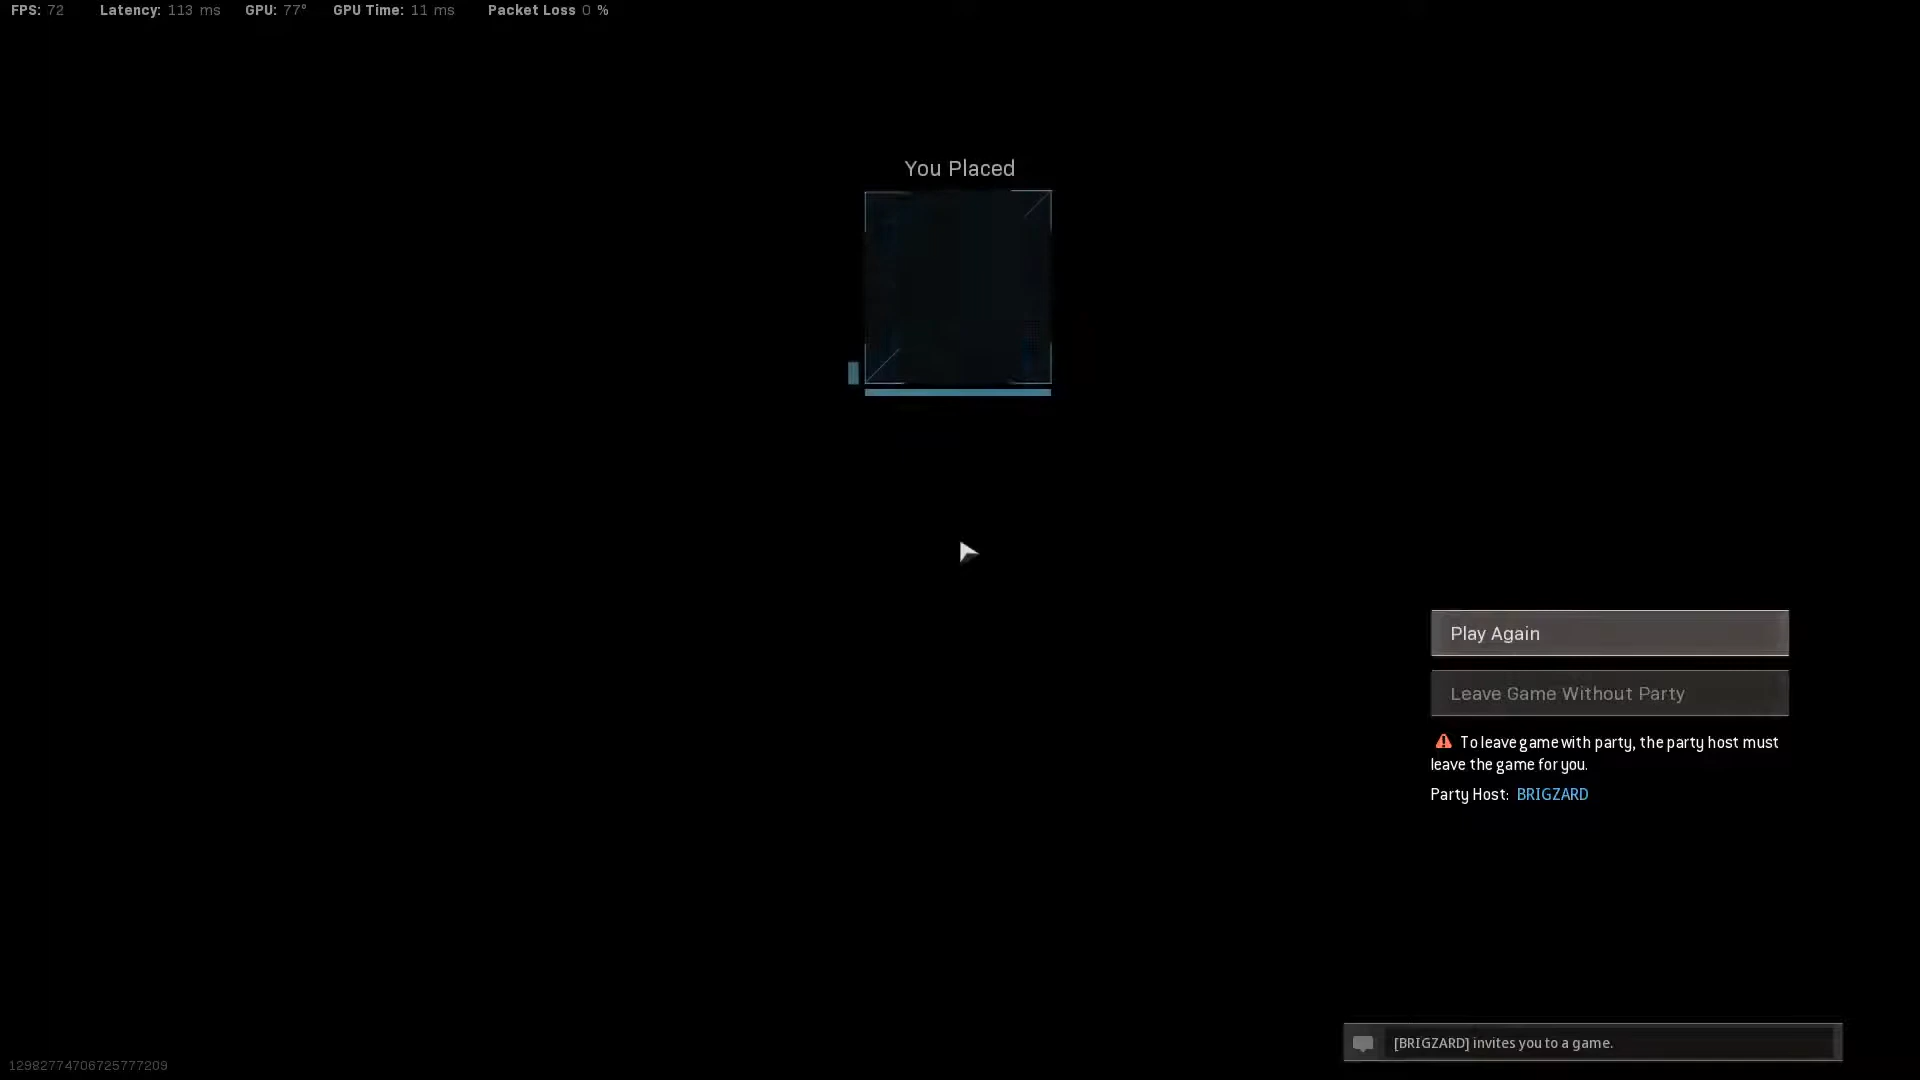 FPS: 72 Latency: 113 ms GPU: 77° GPU Time: 11 ms Packet Loss 0 %
You Placed
Play Again
Leave Game Without Party
To leave game with party, the party host must
leave the game for you.
Party Host: BRIGZARD
[BRIGZARD] invites you to a game.
12982774706725777209